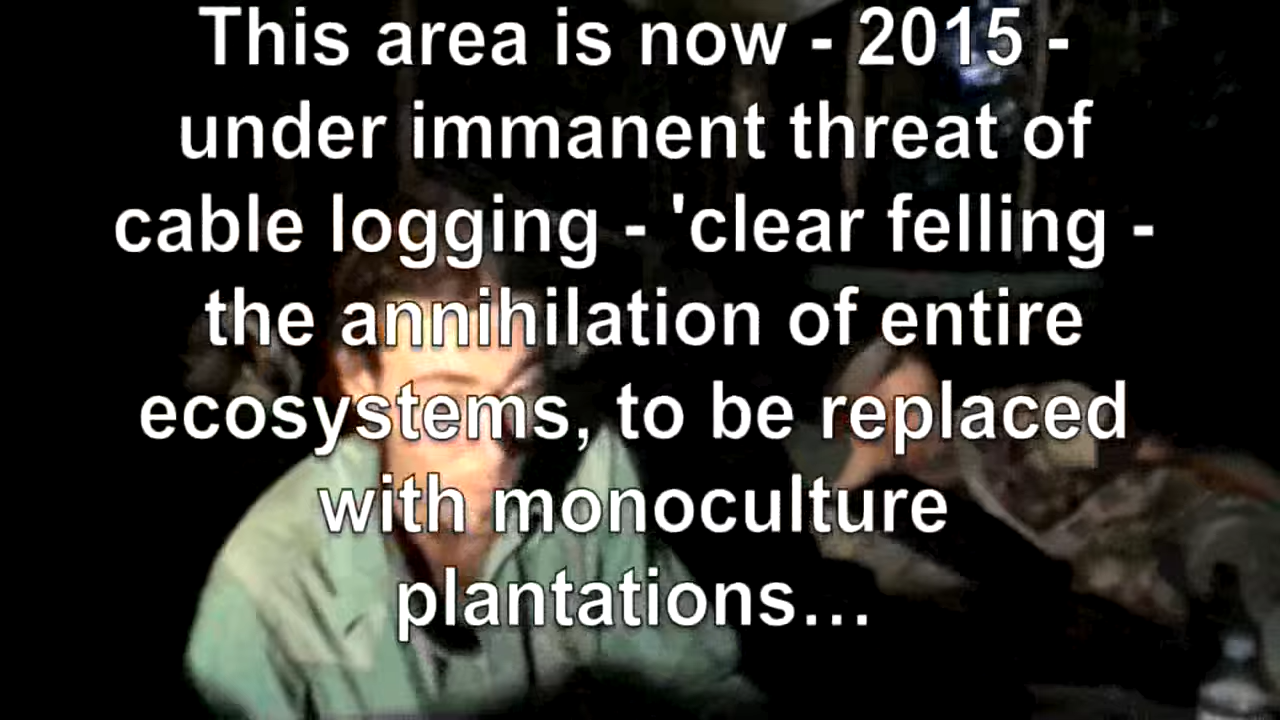 This area is now - 2015 -
under immanent threat of
cable logging - 'clear felling -
the annihilation of entire
ecosystems, to be replaced
with monoculture
plantations...